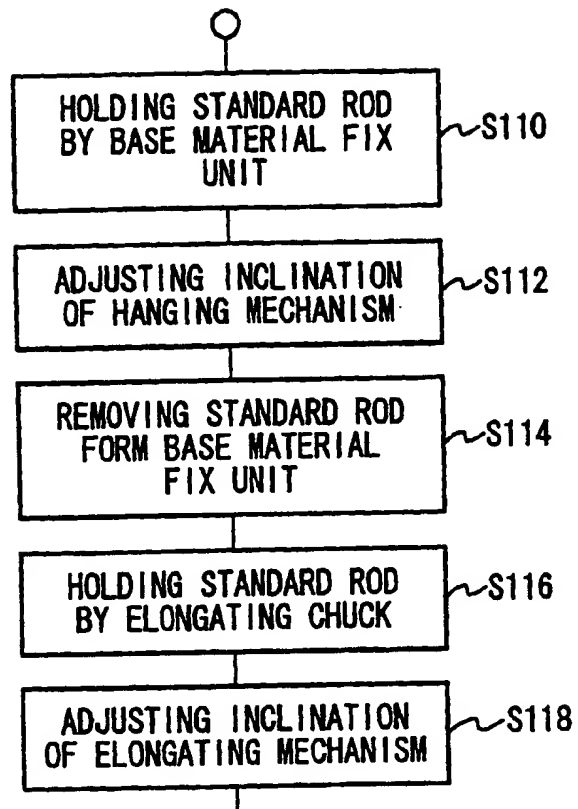 HOLDING STANDARD ROD
BY BASE MATERIAL FIX
UNIT
S110
ADJUSTING INCLINATION
OF HANGING MECHANISM
S112
REMOVING STANDARD ROD
FORM BASE MATERIAL
FIX UNIT
S114
HOLDING STANDARD ROD
BY ELONGATING CHUCK
S116
ADJUSTING INCLINATION
OF ELONGATING MECHANISM
S118